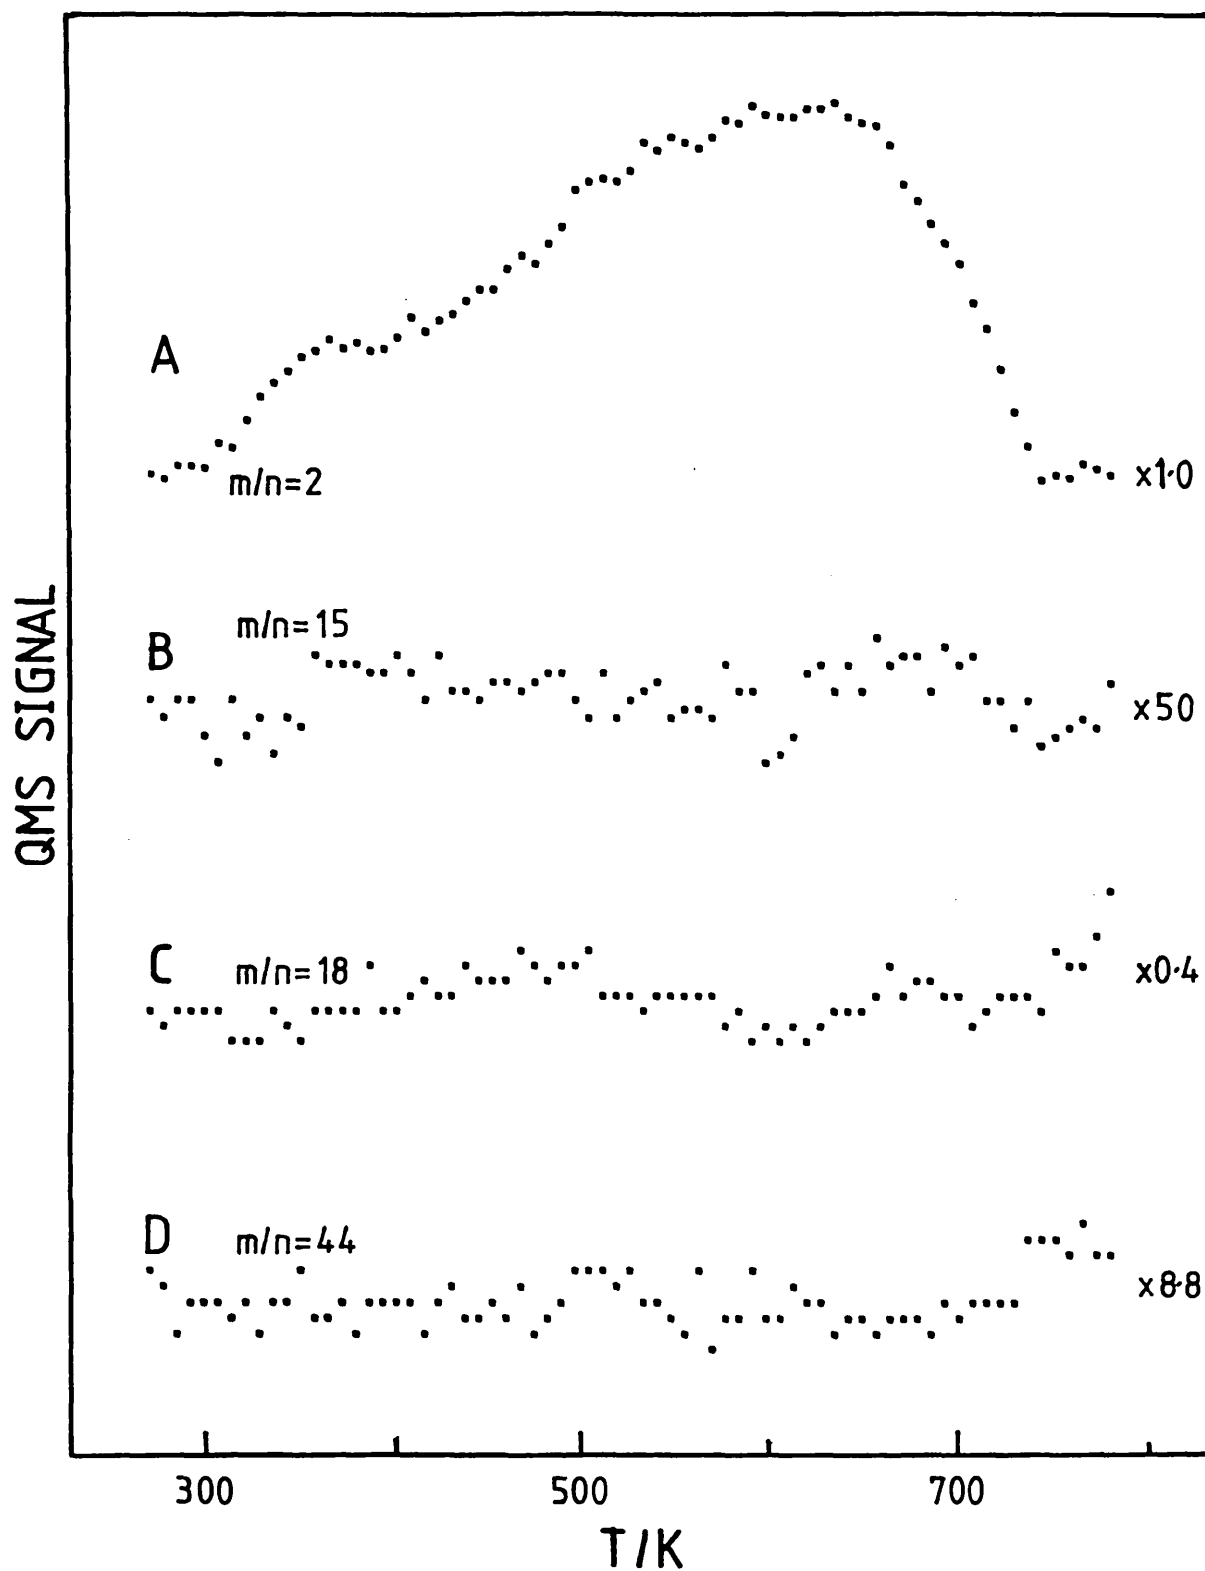 A
m/n=2
x1·0
m/n=15
B
x50
QMS SIGNAL
C
m/n=18
x0·4
D
m/n=44
x8·8
300
500
700
T/K